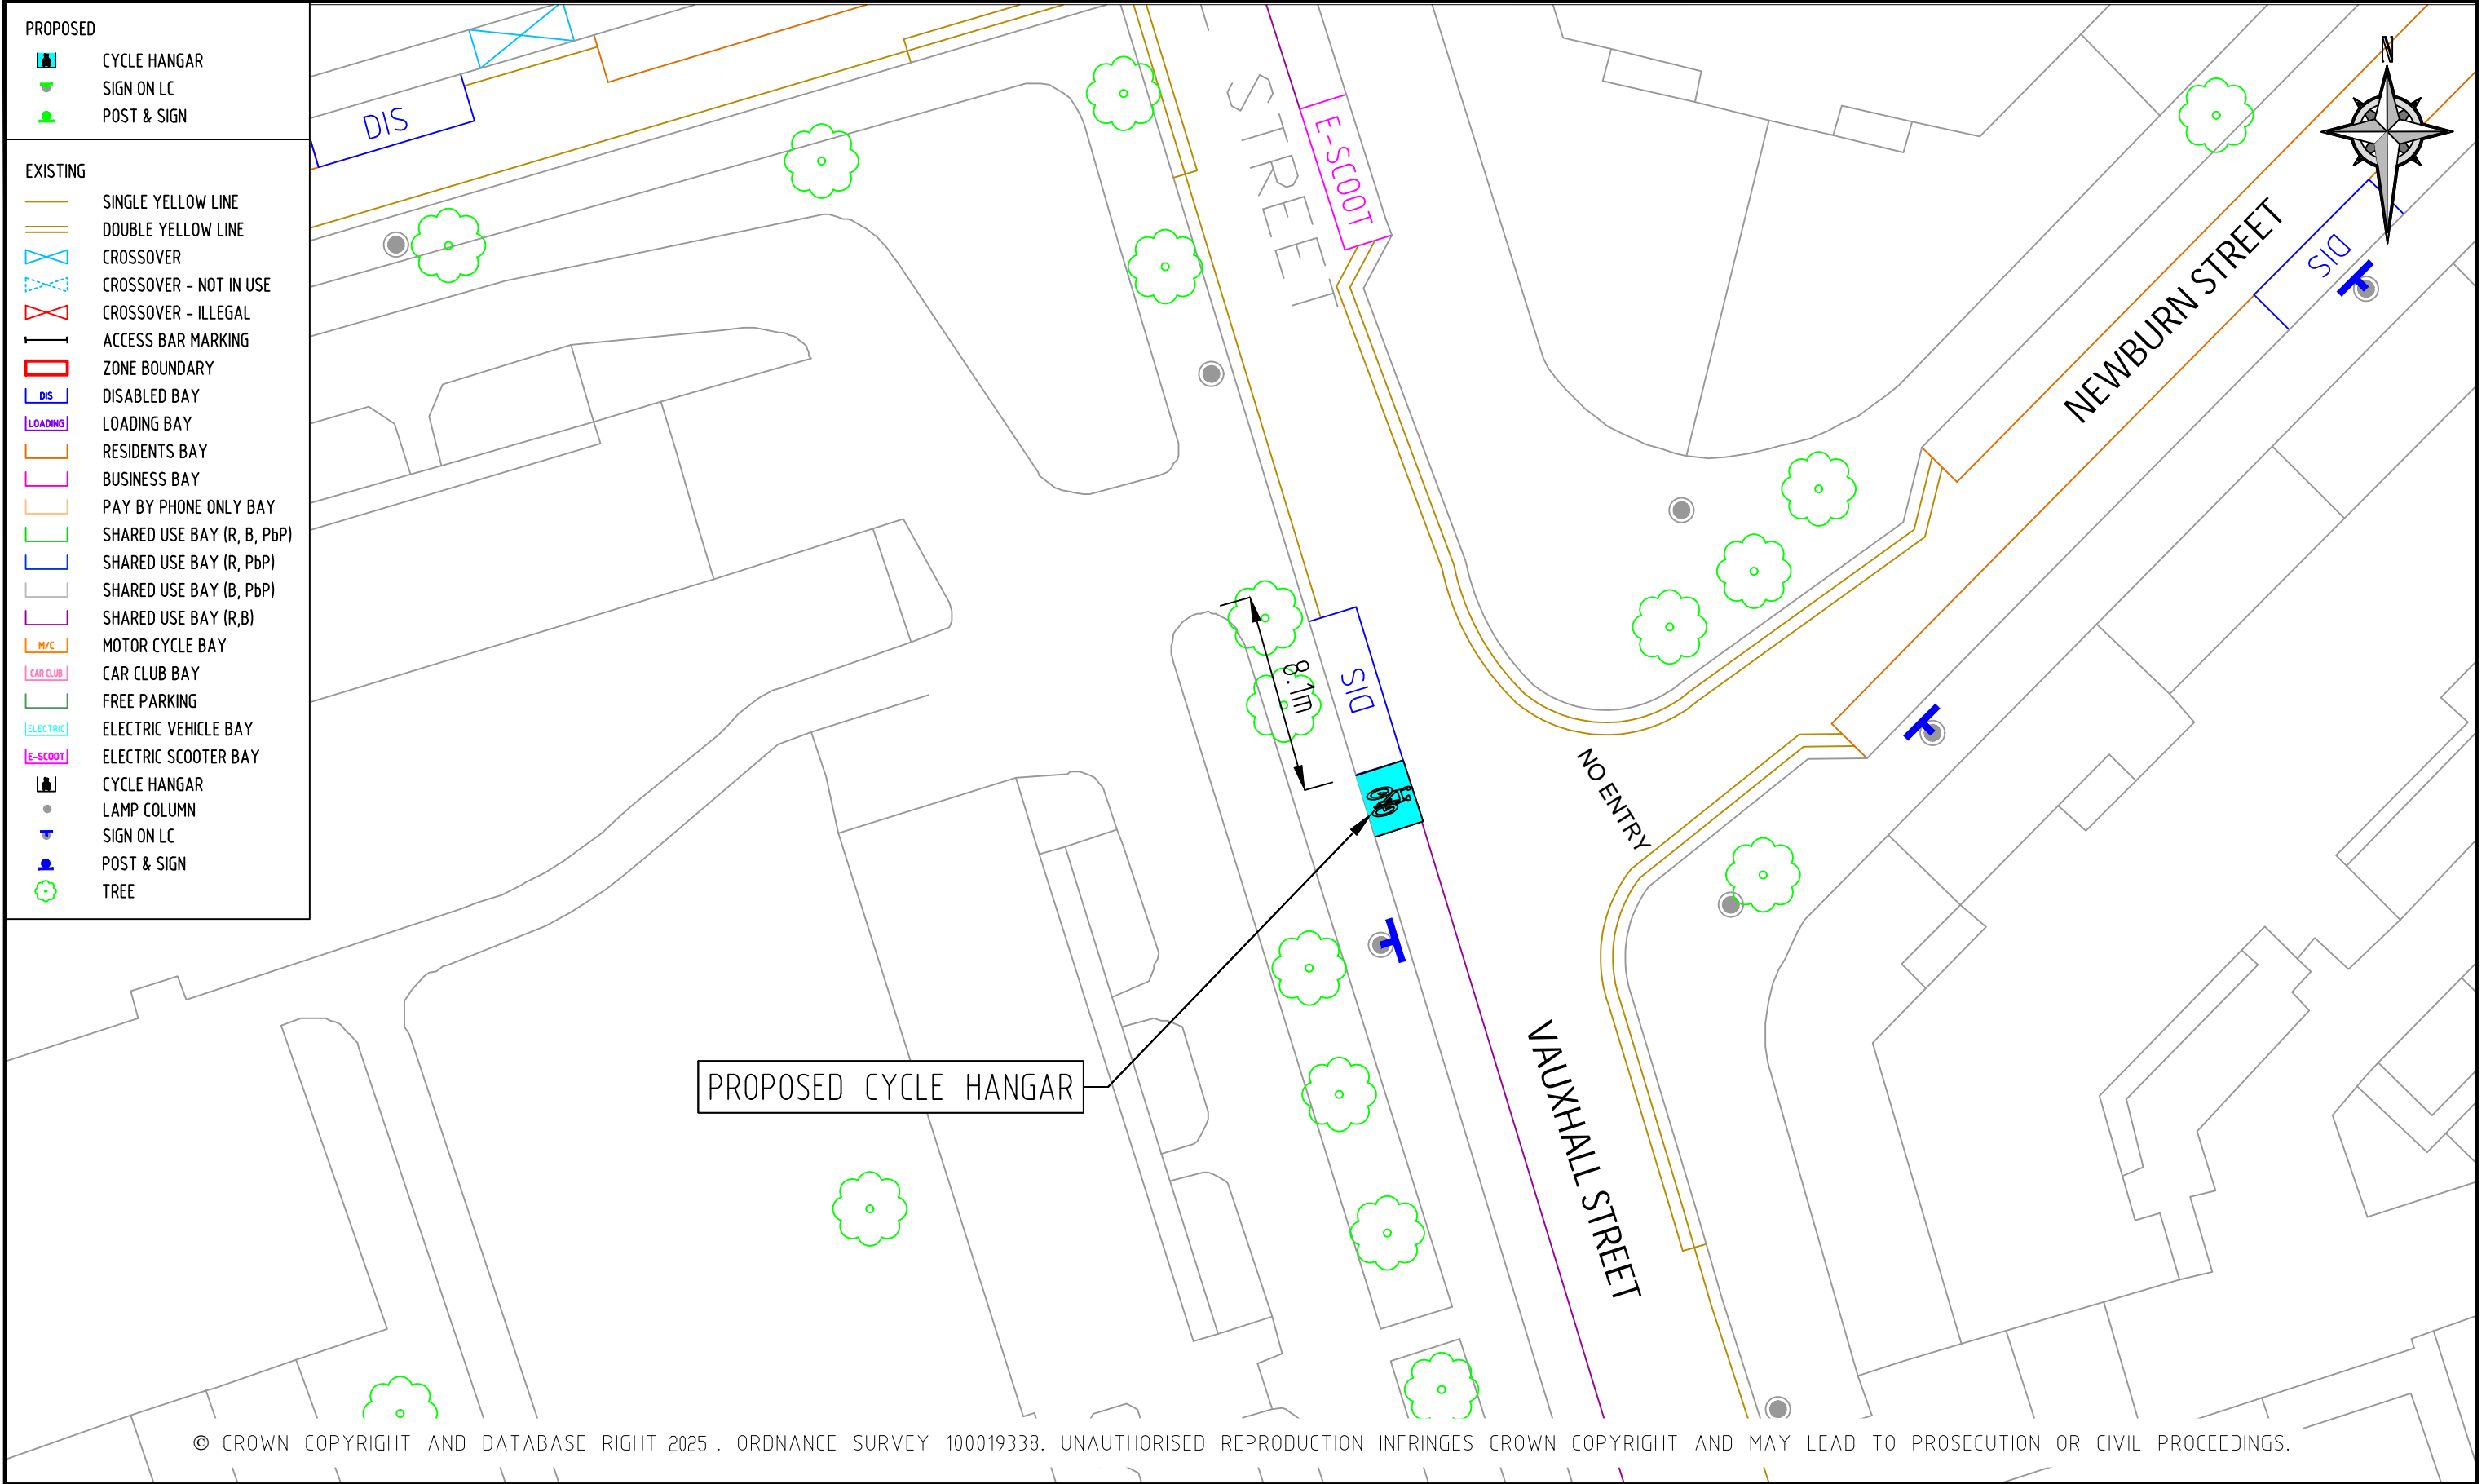 PROPOSED
CYCLE HANGAR
SIGN ON LC
POST & SIGN
EXISTING
SINGLE YELLOW LINE
DOUBLE YELLOW LINE
CROSSOVER
CROSSOVER - NOT IN USE
CROSSOVER - ILLEGAL
ACCESS BAR MARKING
ZONE BOUNDARY
DIS DISABLED BAY
LOADING LOADING BAY
RESIDENTS BAY
BUSINESS BAY
PAY BY PHONE ONLY BAY
SHARED USE BAY (R, B, PbP)
SHARED USE BAY (R, PbP)
SHARED USE BAY (B, PbP)
SHARED USE BAY (R,B)
M/C MOTOR CYCLE BAY
CAR CLUB CAR CLUB BAY
FREE PARKING
ELECTRIC ELECTRIC VEHICLE BAY
E-SCOOT ELECTRIC SCOOTER BAY
CYCLE HANGAR
LAMP COLUMN
SIGN ON LC
POST & SIGN
TREE
DIS
STREET
E-SCOOT
N
NEWBURN STREET
DIS
8.1m
DIS
NO ENTRY
PROPOSED CYCLE HANGAR
VAUXHALL STREET
© CROWN COPYRIGHT AND DATABASE RIGHT 2025 . ORDNANCE SURVEY 100019338. UNAUTHORISED REPRODUCTION INFRINGES CROWN COPYRIGHT AND MAY LEAD TO PROSECUTION OR CIVIL PROCEEDINGS.